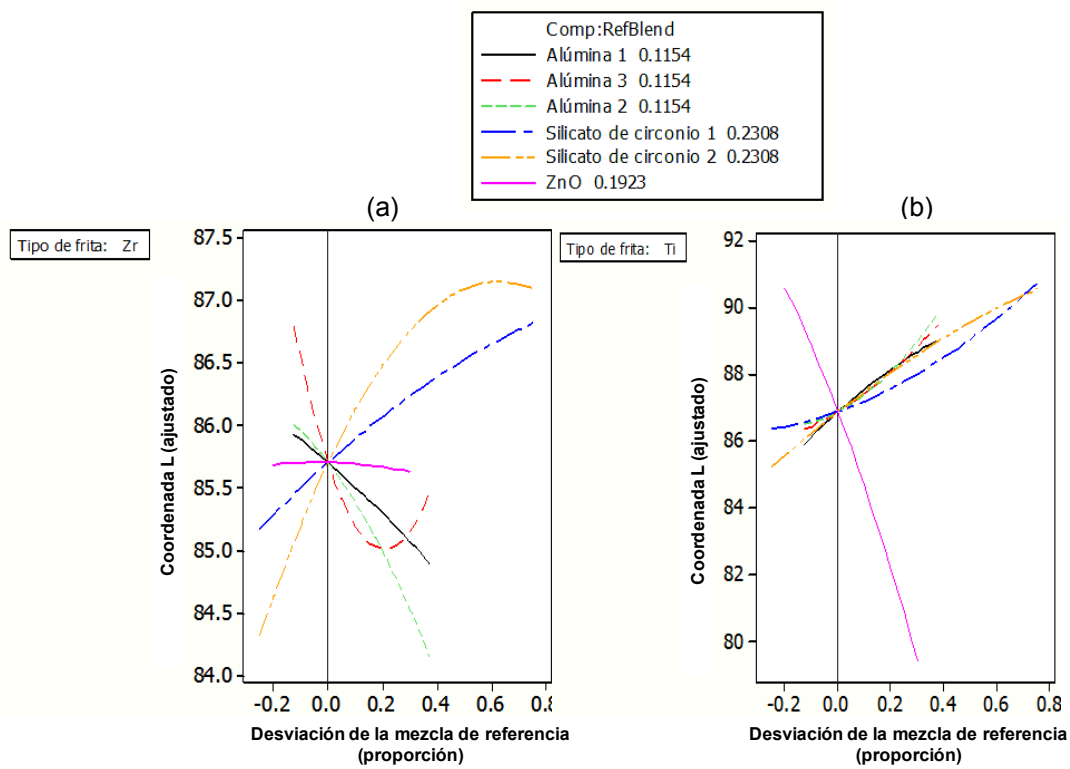 Comp:RefBlend
Alúmina 1 0.1154
Alúmina 3 0.1154
Alúmina 2 0.1154
Silicato de circonio 1 0.2308
Silicato de circonio 2 0.2308
ZnO 0.1923
(a)
Tipo de frita: Zr
Coordenada L (ajustado)
87.5
87.0
86.5
86.0
85.5
85.0
84.5
84.0
-0.2 0.0 0.2 0.4 0.6 0.8
Desviación de la mezcla de referencia
(proporción)
(b)
Tipo de frita: Ti
Coordenada L (ajustado)
92
90
88
86
84
82
80
-0.2 0.0 0.2 0.4 0.6 0.8
Desviación de la mezcla de referencia
(proporción)